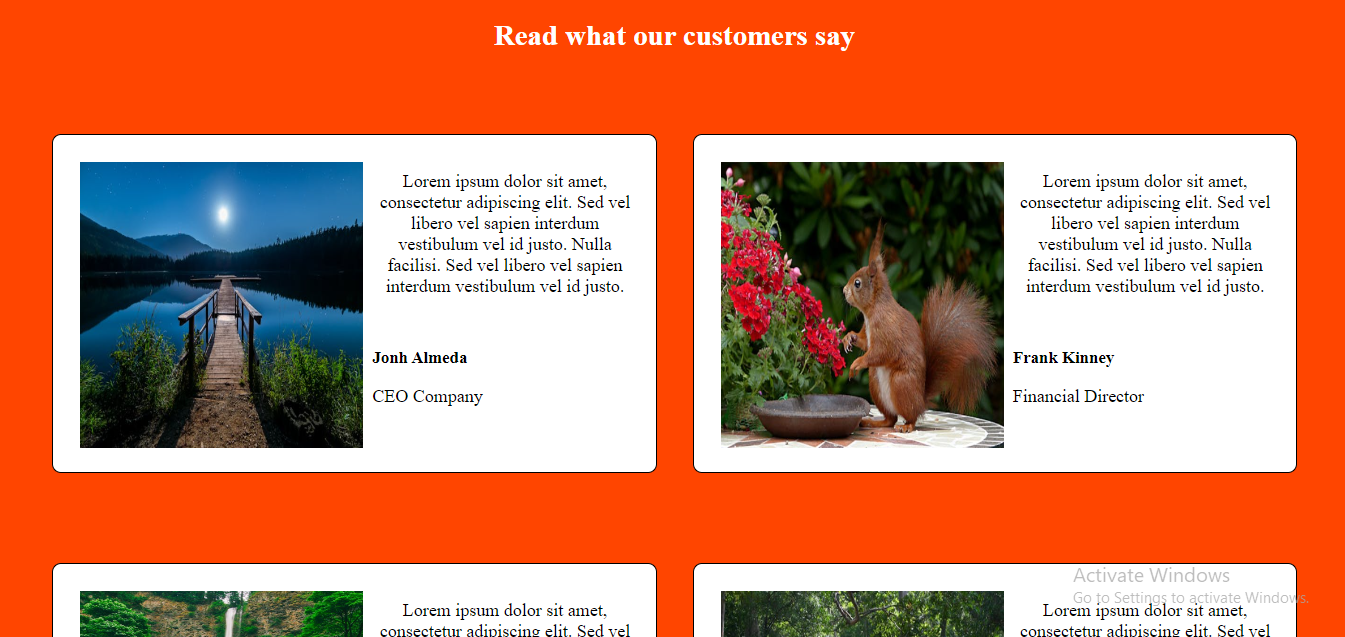 Read what our customers say
Lorem ipsum dolor sit amet,
consectetur adipiscing elit. Sed vel
libero vel sapien interdum
vestibulum vel id justo. Nulla
facilisi. Sed vel libero vel sapien
interdum vestibulum vel id justo.
Jonh Almeda
CEO Company
Lorem ipsum dolor sit amet,
consectetur adipiscing elit. Sed vel
libero vel sapien interdum
vestibulum vel id justo. Nulla
facilisi. Sed vel libero vel sapien
interdum vestibulum vel id justo.
Frank Kinney
Financial Director
Lorem ipsum dolor sit amet,
consectetur adipiscing elit. Sed vel
Lorem ipsum dolor sit amet,
consectetur adipiscing elit. Sed vel
Activate Windows
Go to Settings to activate Windows.